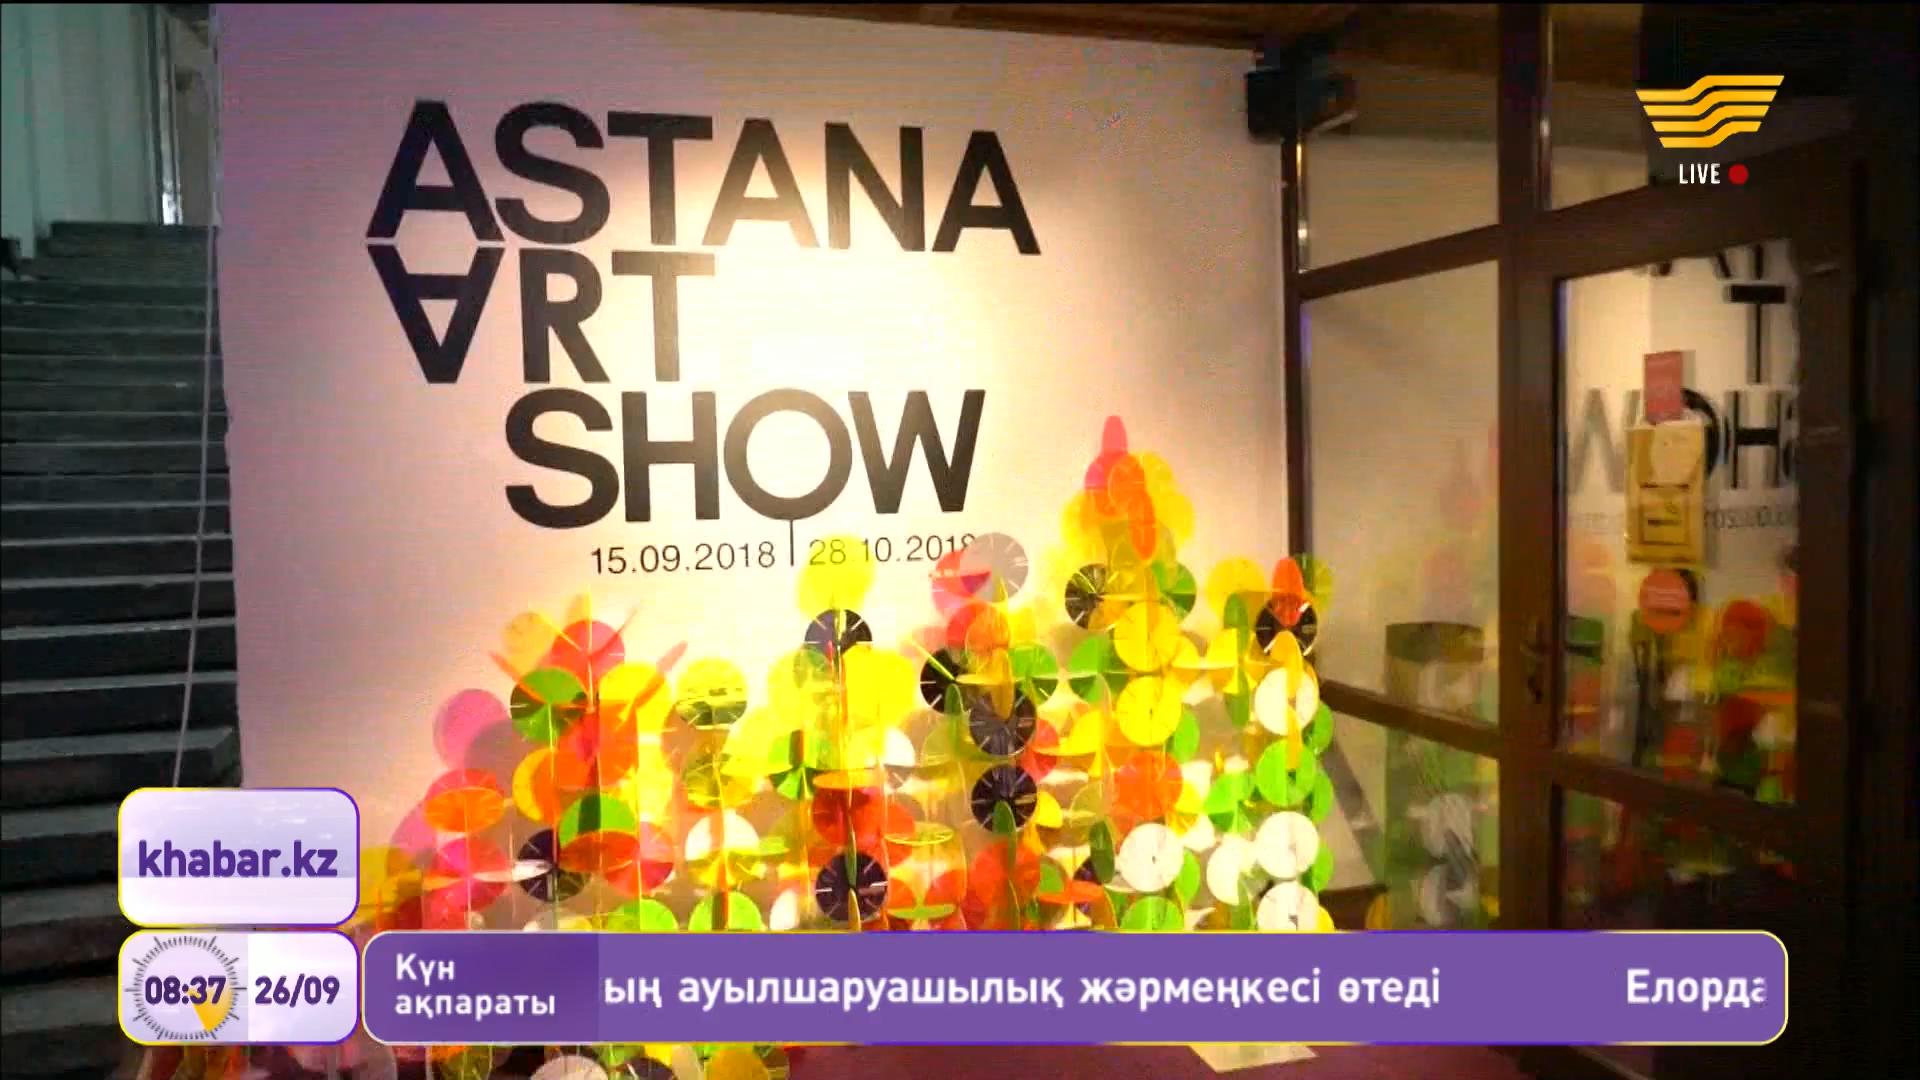 ASTANA
ART
SHOW
15.09.2018 28.10.2018
LIVE
khabar.kz
08:37 26/09
Күн
ақпараты
ың ауылшаруашылық жәрмеңкесі өтеді Елорда